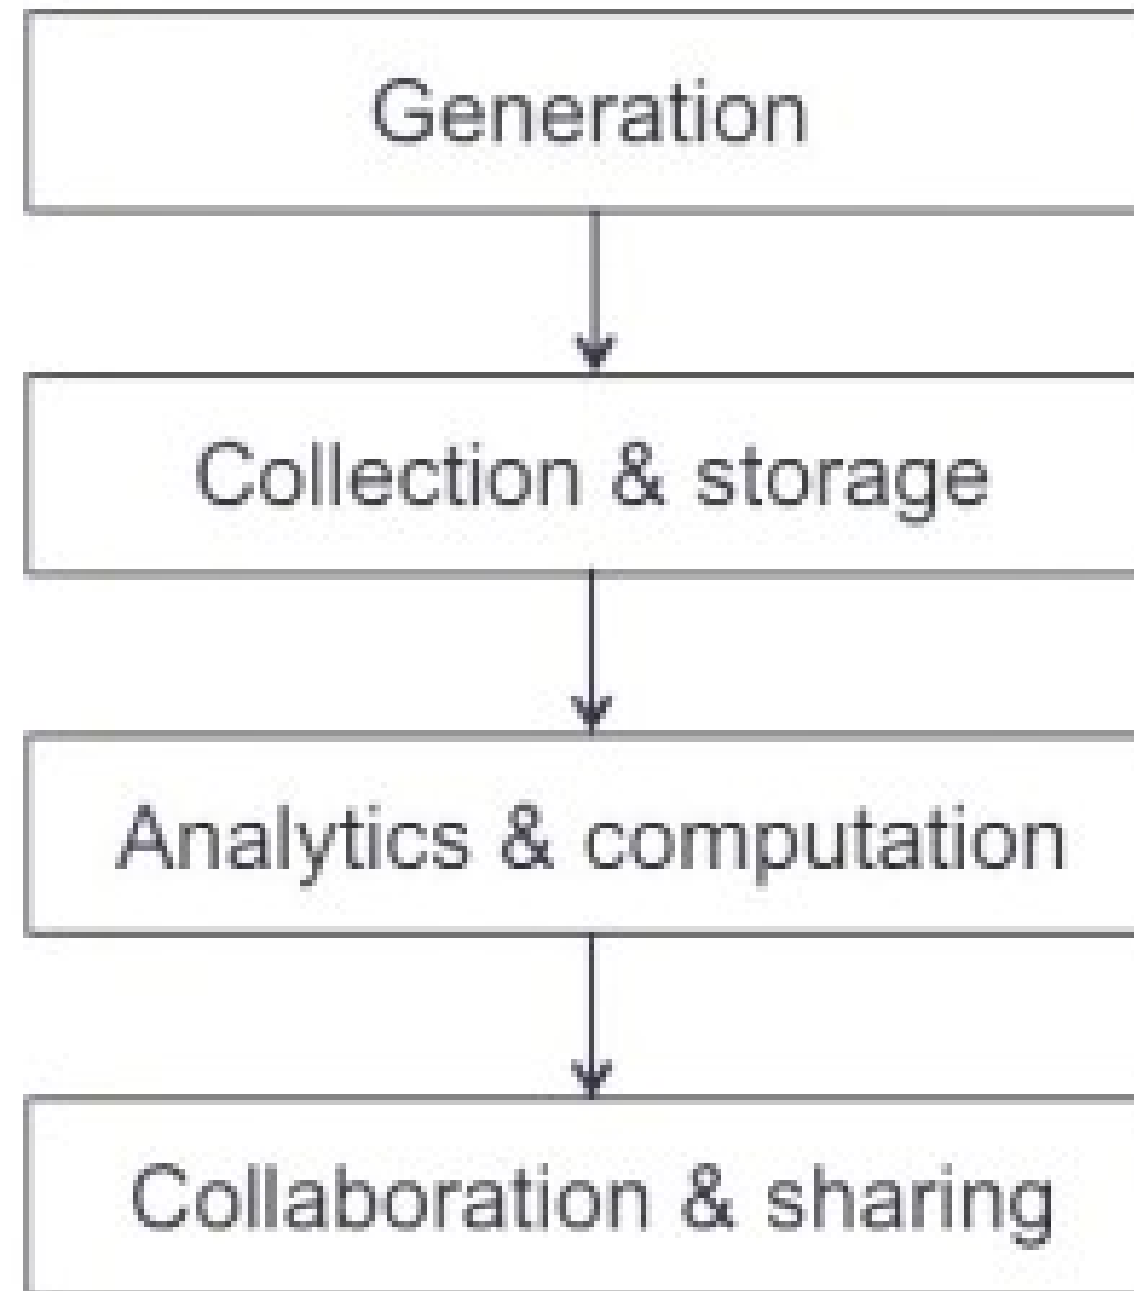 Generation
Collection & storage
Analytics & computation
Collaboration & sharing